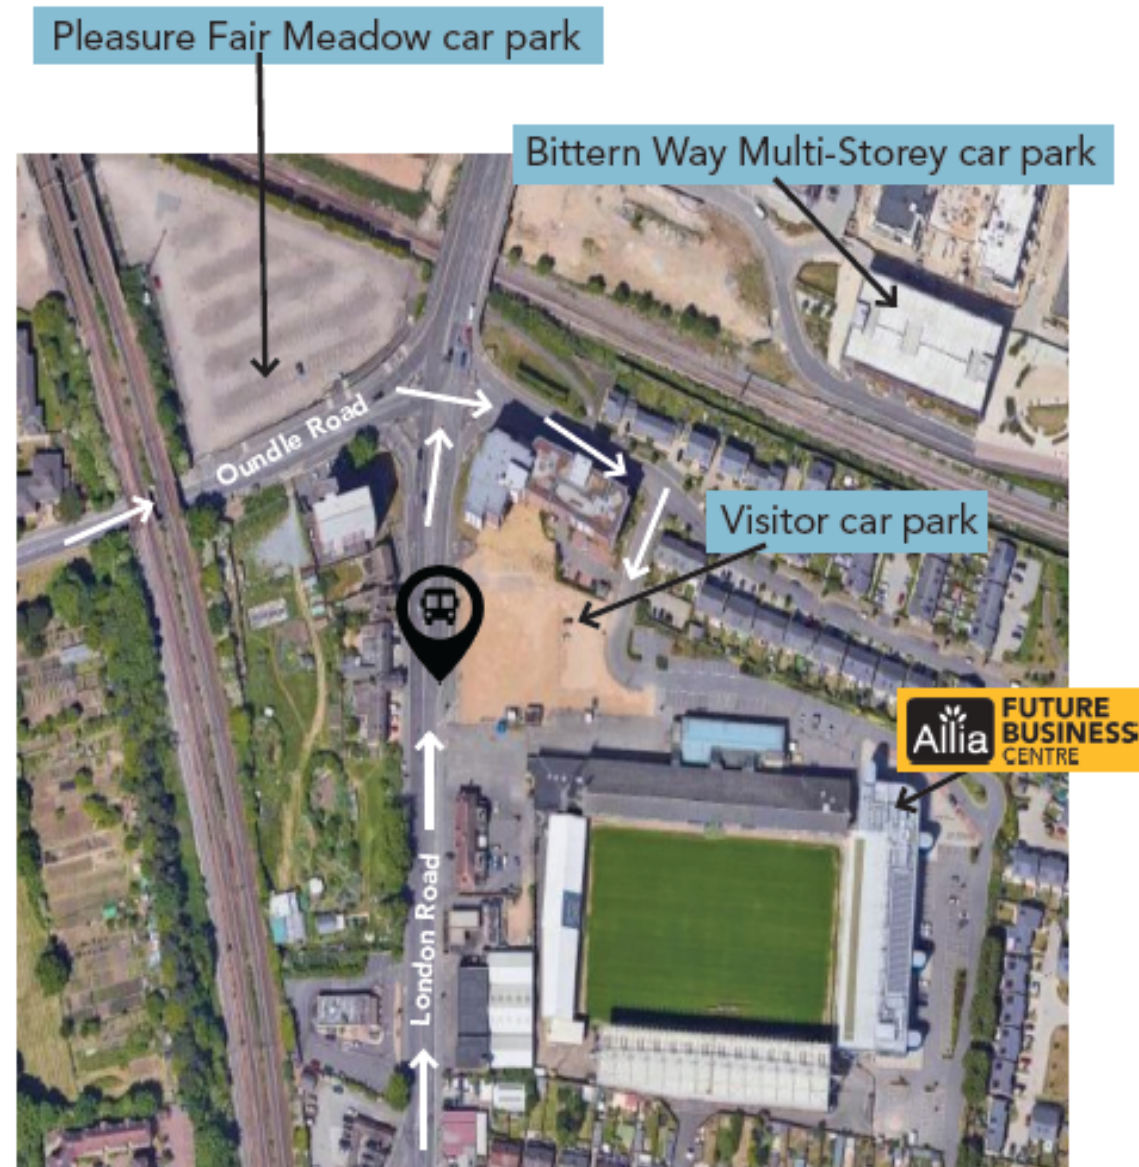 Pleasure Fair Meadow car park
Bittern Way Multi-Storey car park
Oundle Road
Visitor car park
Allia
FUTURE
BUSINESS
CENTRE
London Road